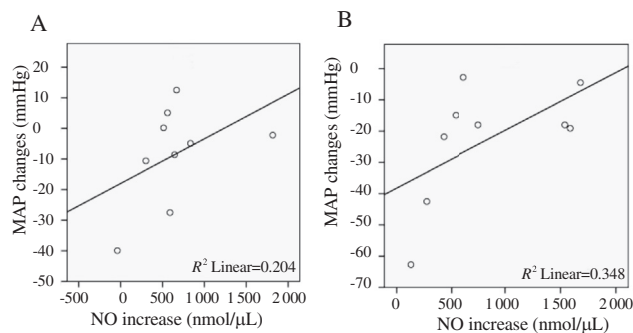 A
MAP changes (mmHg)
20
10
0
-10
-20
-30
-40
-50
R² Linear=0.204
-500 0 500 1 000 1 500 2 000
NO increase (nmol/μL)
B
MAP changes (mmHg)
0
-10
-20
-30
-40
-50
-60
-70
R² Linear=0.348
0 500 1 000 1 500 2 000
NO increase (nmol/μL)